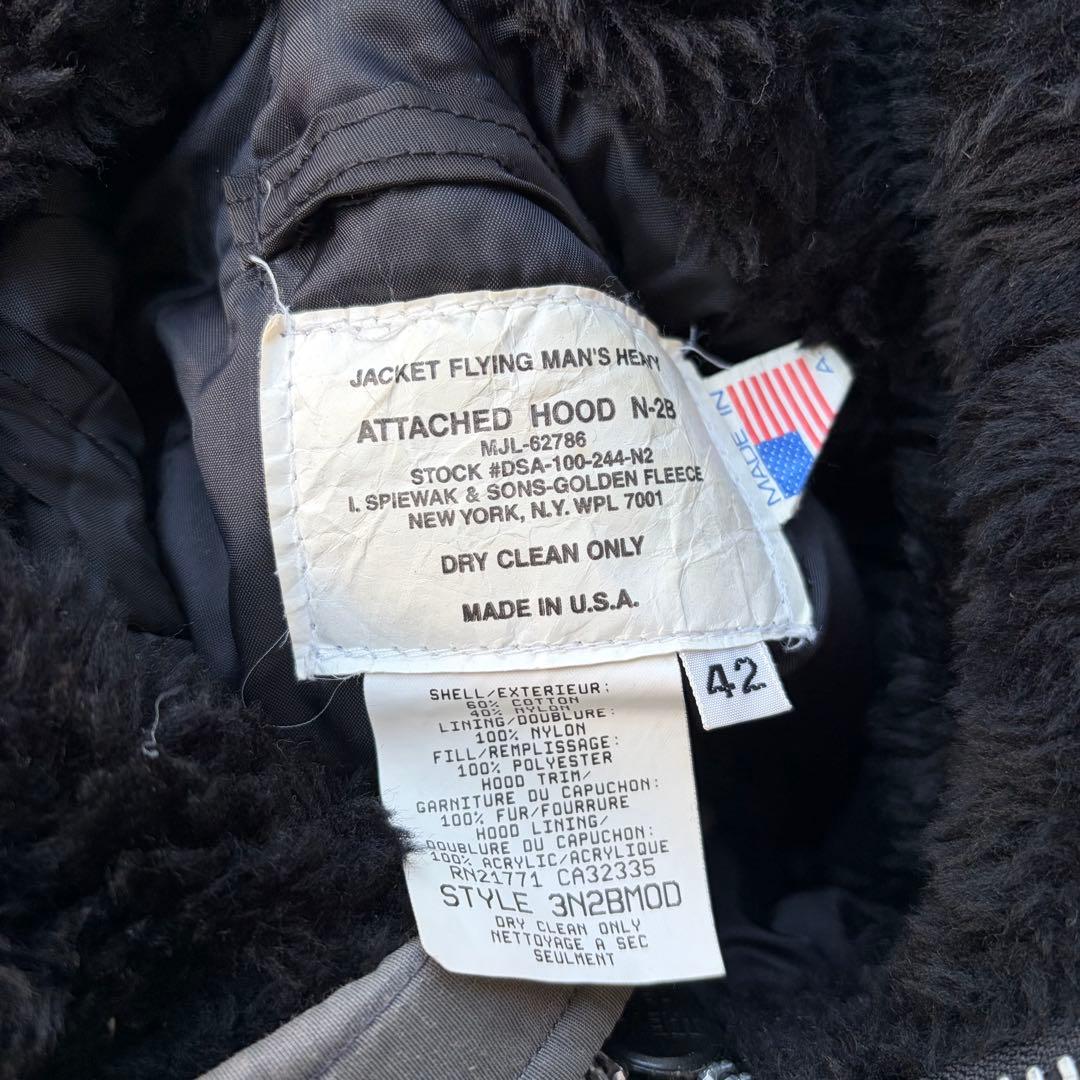 JACKET FLYING MAN'S HEAVY
ATTACHED HOOD N-2B
MJL-62786
STOCK #DSA-100-244-N2
I. SPIEWAK & SONS-GOLDEN FLEECE
NEW YORK, N.Y. WPL 7001
DRY CLEAN ONLY
MADE IN U.S.A.
MADE IN
A
42
SHELL/EXTERIEUR:
60% COTTON
40% NYLON
LINING/DOUBLURE:
100% NYLON
FILL/REMPLISSAGE:
100% POLYESTER
HOOD TRIM/
GARNITURE DU CAPUCHON:
100% FUR/FOURRURE
HOOD LINING/
DOUBLURE DU CAPUCHON:
100% ACRYLIC/ACRYLIQUE
RN21771 CA32335
STYLE 3N2BMOD
DRY CLEAN ONLY
NETTOYAGE A SEC
SEULMENT